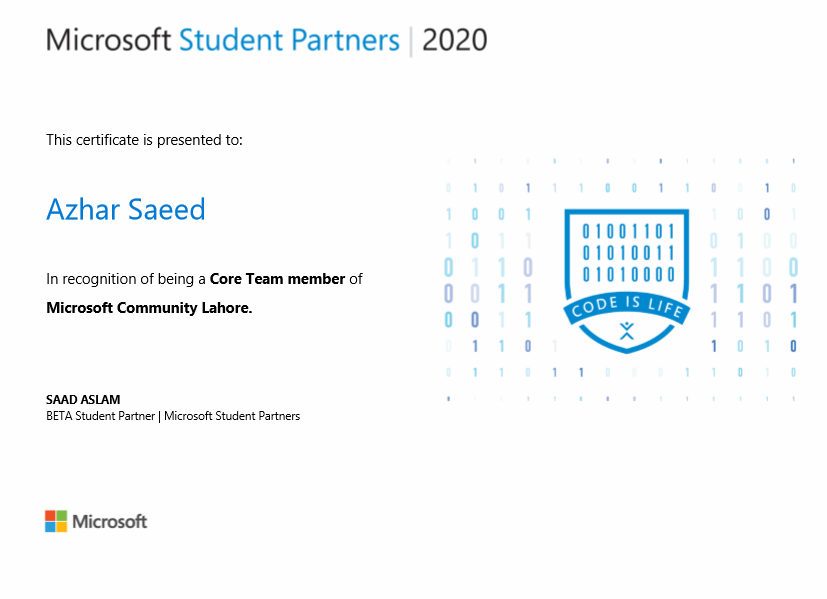 Microsoft Student Partners | 2020
This certificate is presented to:
Azhar Saeed
In recognition of being a Core Team member of
Microsoft Community Lahore.
01001101
01010011
01010000
CODE IS LIFE
SAAD ASLAM
BETA Student Partner | Microsoft Student Partners
Microsoft